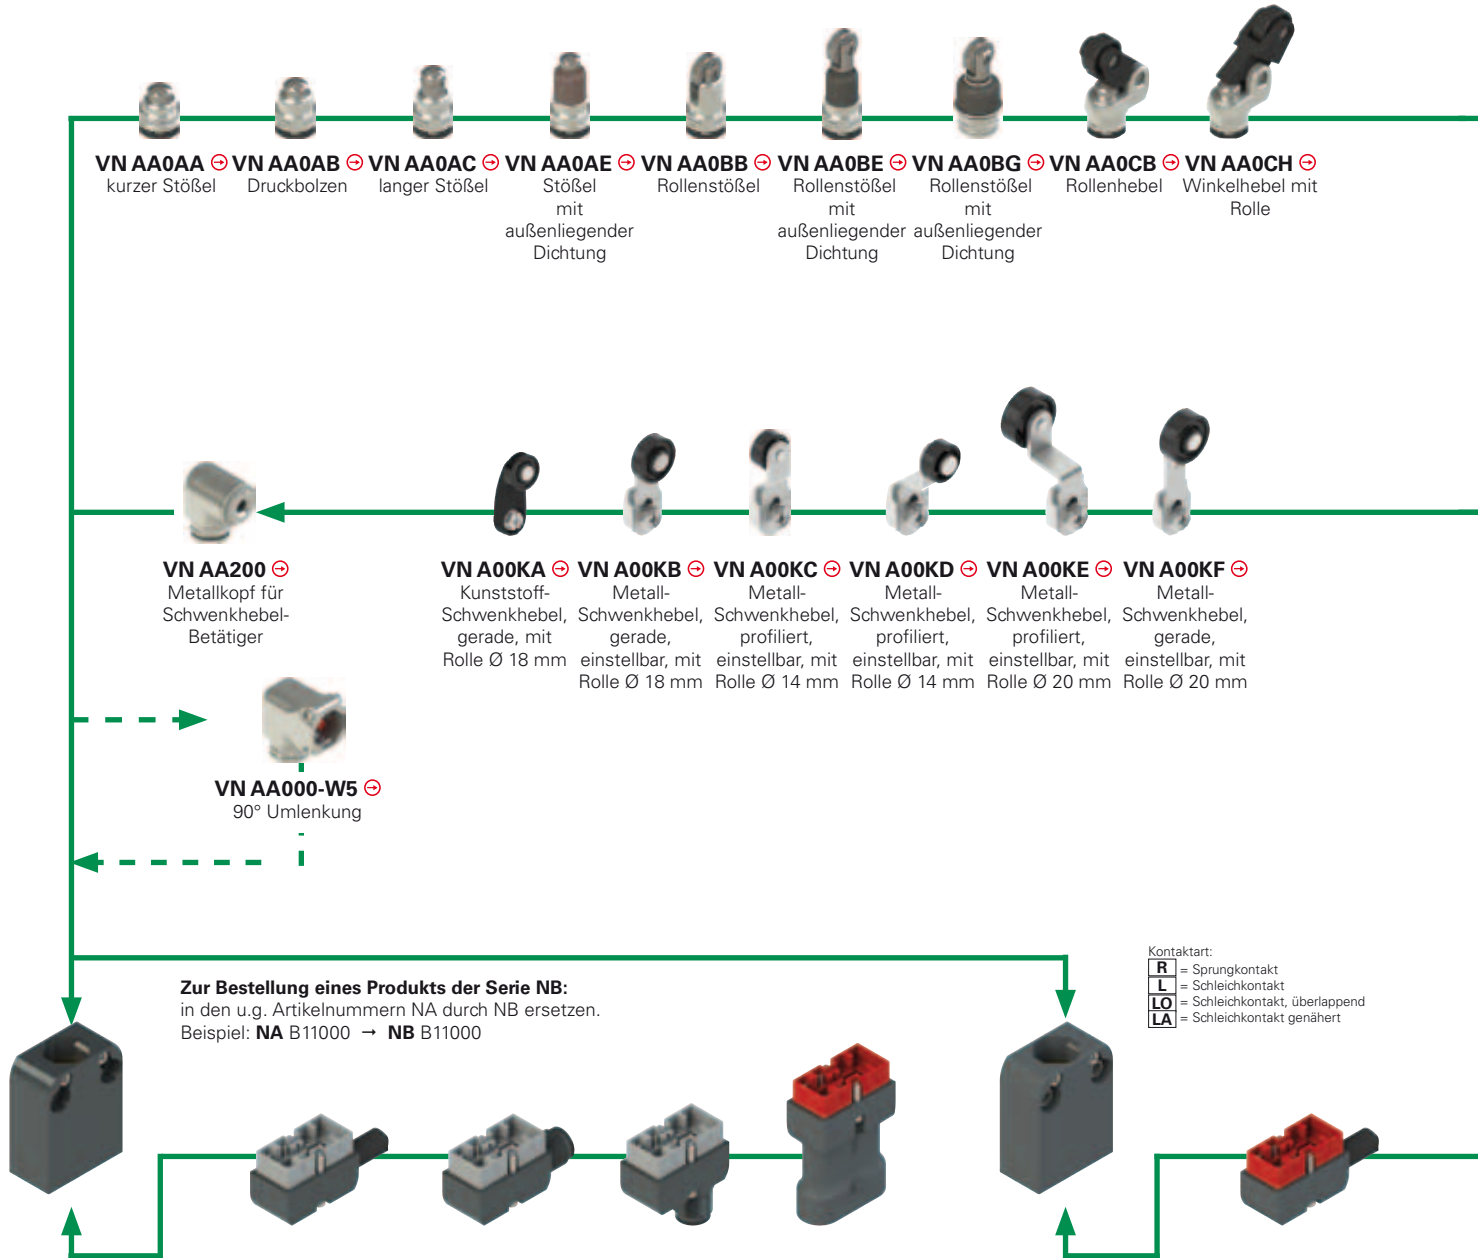 VN AA0AA
kurzer Stößel
VN AA0AB
Druckbolzen
VN AA0AC
langer Stößel
VN AA0AE
Stößel
mit
außenliegender
Dichtung
VN AA0BB
Rollenstößel
VN AA0BE
Rollenstößel
mit
außenliegender
Dichtung
VN AA0BG
Rollenstößel
mit
außenliegender
Dichtung
VN AA0CB
Rollenhebel
VN AA0CH
Winkelhebel mit
Rolle
VN AA200
Metallkopf für
Schwenkhebel-
Betätiger
VN A00KA
Kunststoff-
Schwenkhebel,
gerade, mit
Rolle Ø 18 mm
VN A00KB
Metall-
Schwenkhebel,
gerade,
einstellbar, mit
Rolle Ø 18 mm
VN A00KC
Metall-
Schwenkhebel,
profiliert,
einstellbar, mit
Rolle Ø 14 mm
VN A00KD
Metall-
Schwenkhebel,
profiliert,
einstellbar, mit
Rolle Ø 14 mm
VN A00KE
Metall-
Schwenkhebel,
profiliert,
einstellbar, mit
Rolle Ø 20 mm
VN A00KF
Metall-
Schwenkhebel,
gerade,
einstellbar, mit
Rolle Ø 20 mm
VN AA000-W5
90° Umlenkung
Zur Bestellung eines Produkts der Serie NB:
in den u.g. Artikelnummern NA durch NB ersetzen.
Beispiel: NA B11000 → NB B11000
Kontaktart:
R = Sprungkontakt
L = Schleichkontakt
LO = Schleichkontakt, überlappend
LA = Schleichkontakt genähert